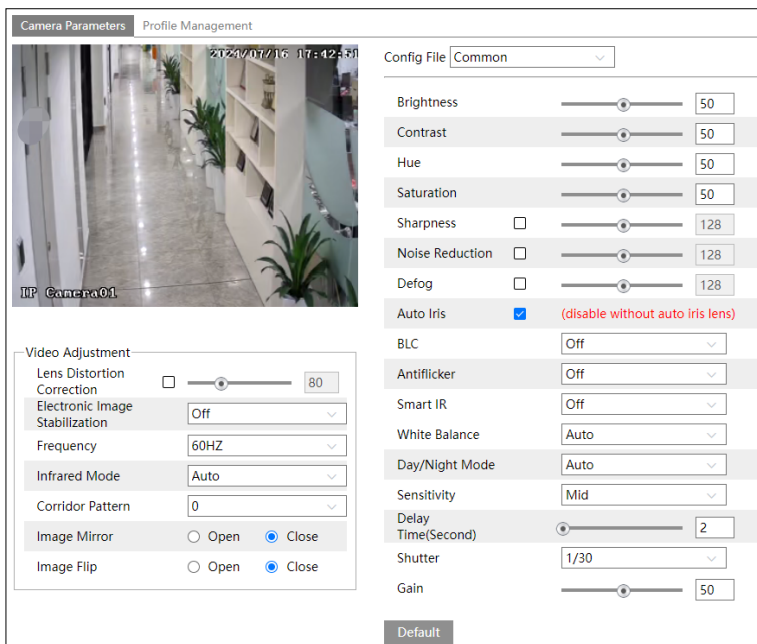 Camera Parameters Profile Management
2024/07/16 17:42:51
IP Camera01
Config File Common
Brightness 50
Contrast 50
Hue 50
Saturation 50
Sharpness 128
Noise Reduction 128
Defog 128
Auto Iris (disable without auto iris lens)
BLC Off
Antiflicker Off
Smart IR Off
White Balance Auto
Day/Night Mode Auto
Sensitivity Mid
Delay
Time(Second) 2
Shutter 1/30
Gain 50
Default
Video Adjustment
Lens Distortion
Correction 80
Electronic Image
Stabilization Off
Frequency 60HZ
Infrared Mode Auto
Corridor Pattern 0
Image Mirror Open Close
Image Flip Open Close